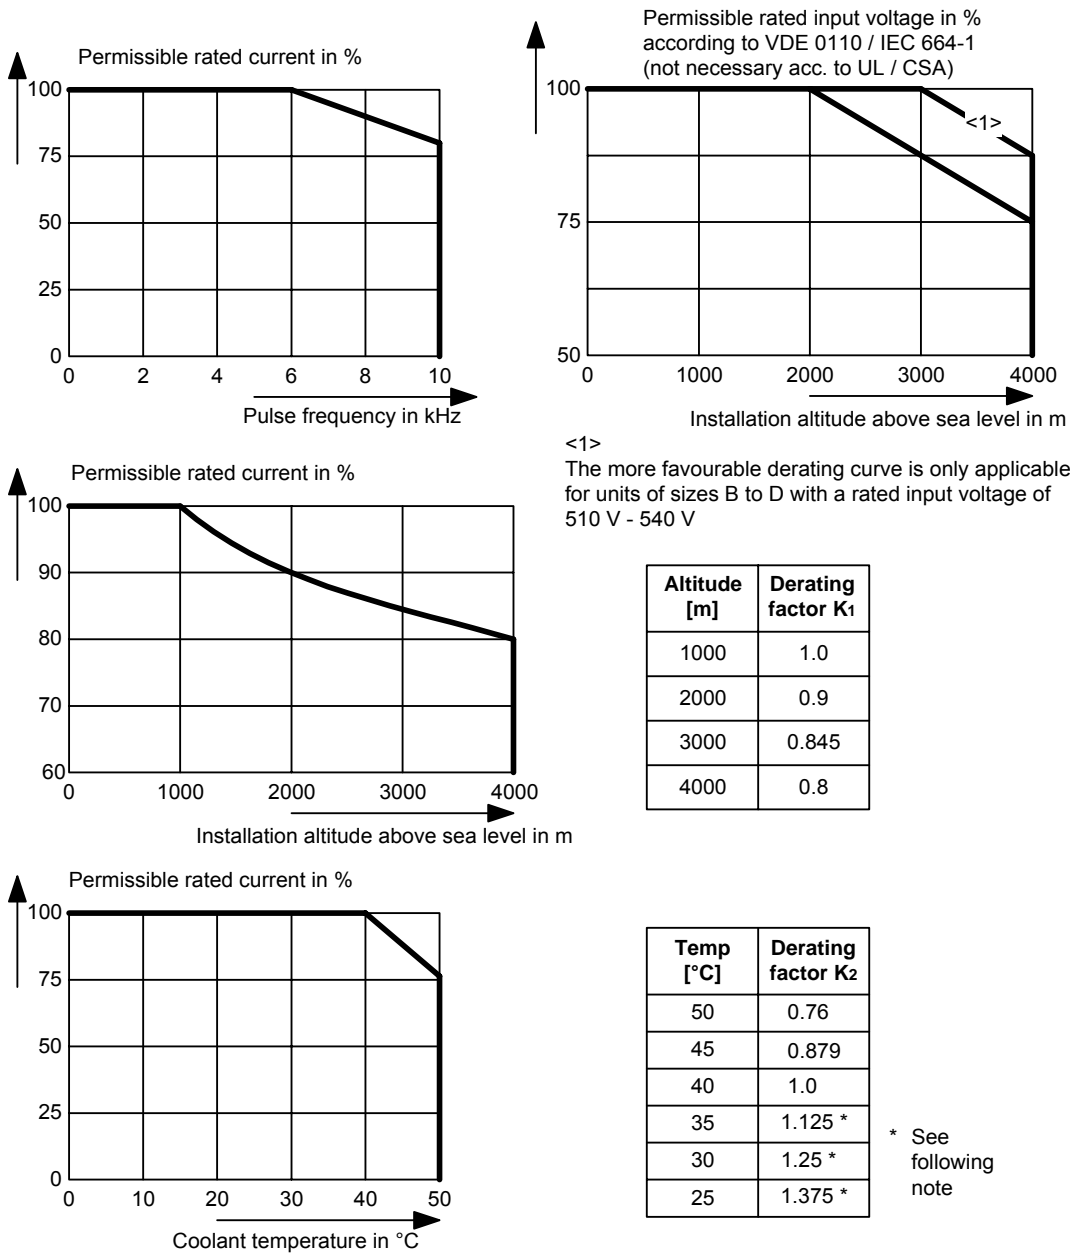 Permissible rated current in %
100
75
50
25
0
0 2 4 6 8 10
Pulse frequency in kHz
Permissible rated input voltage in %
according to VDE 0110 / IEC 664-1
(not necessary acc. to UL / CSA)
100
<1>
75
50
0 1000 2000 3000 4000
Installation altitude above sea level in m
<1>
The more favourable derating curve is only applicable
for units of sizes B to D with a rated input voltage of
510 V - 540 V
Permissible rated current in %
100
90
80
70
60
0 1000 2000 3000 4000
Installation altitude above sea level in m
Altitude Derating
[m] factor K1
1000 1.0
2000 0.9
3000 0.845
4000 0.8
Permissible rated current in %
100
75
50
25
0
0 10 20 30 40 50
Coolant temperature in °C
Temp Derating
[°C] factor K2
50 0.76
45 0.879
40 1.0
35 1.125 *
30 1.25 *
25 1.375 *
* See
following
note